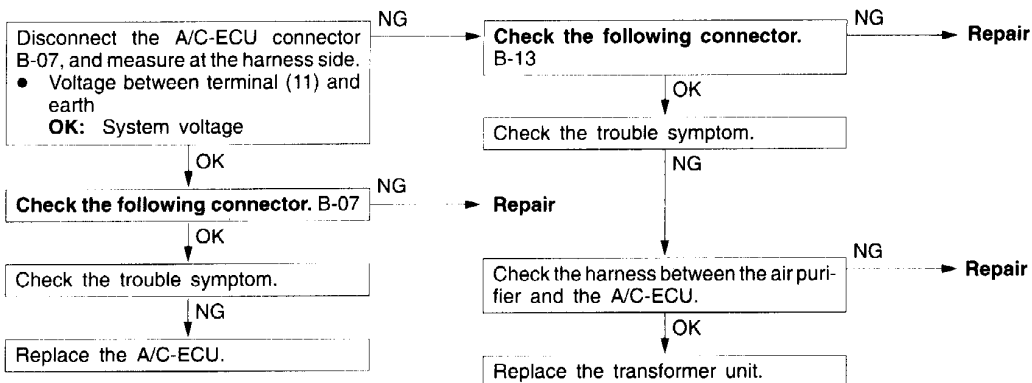 Disconnect the A/C-ECU connector
B-07, and measure at the harness side.
● Voltage between terminal (11) and
earth
OK: System voltage
OK
Check the following connector. B-07
NG
Repair
OK
Check the trouble symptom.
NG
Replace the A/C-ECU.
NG
Check the following connector.
B-13
NG
Repair
OK
Check the trouble symptom.
NG
Check the harness between the air puri-
fier and the A/C-ECU.
NG
Repair
OK
Replace the transformer unit.